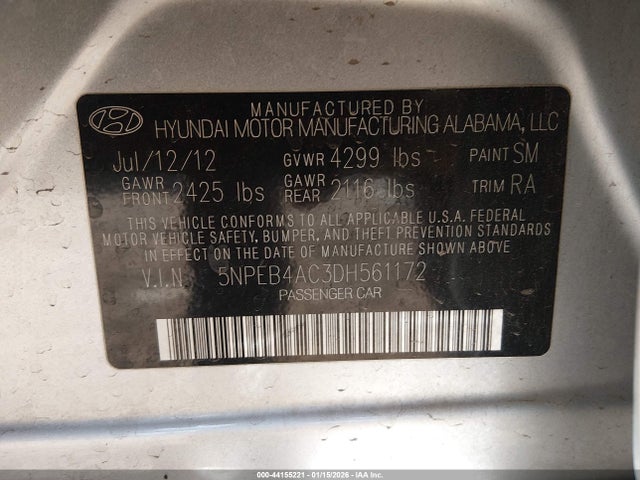 MANUFACTURED BY
HYUNDAI MOTOR MANUFACTURING ALABAMA, LLC
Jul/12/12 GVWR 4299 lbs PAINT SM
GAWR FRONT 2425 lbs GAWR REAR 2116 lbs TRIM RA
THIS VEHICLE CONFORMS TO ALL APPLICABLE U.S.A. FEDERAL
MOTOR VEHICLE SAFETY, BUMPER, AND THEFT PREVENTION STANDARDS
IN EFFECT ON THE DATE OF MANUFACTURE SHOWN ABOVE
V.I.N. 5NPEB4AC3DH561172
PASSENGER CAR
000-44155221 - 01/15/2026 - IAA Inc.